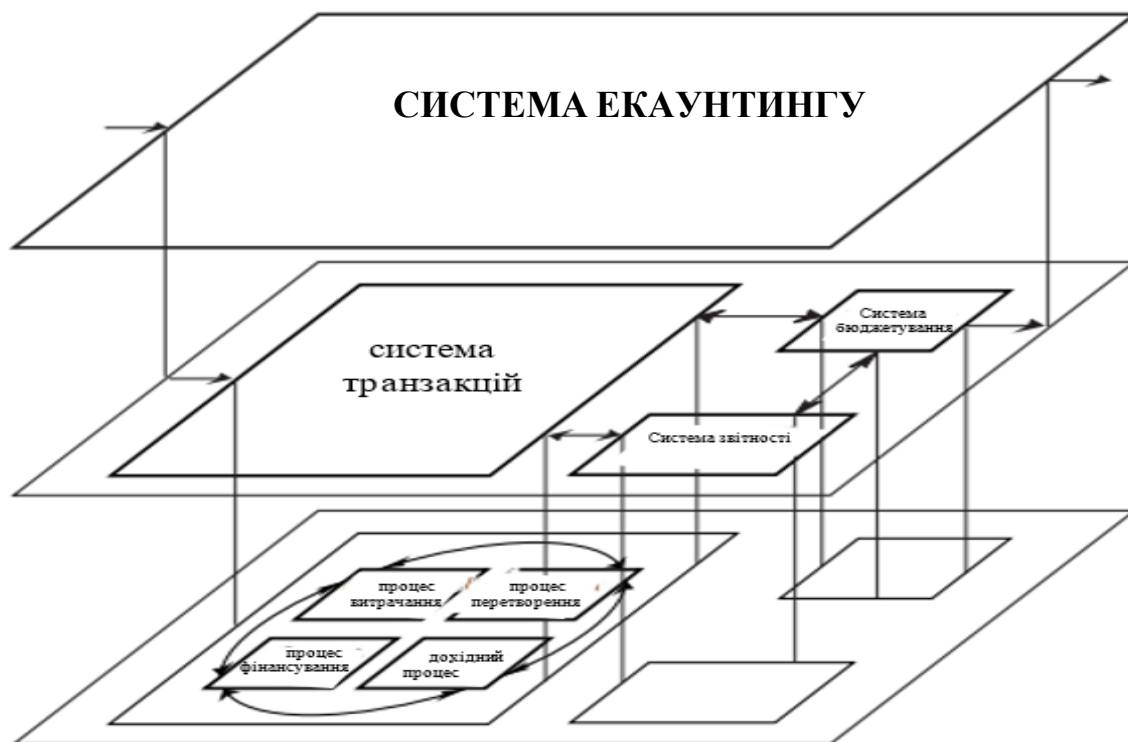 СИСТЕМА ЕКАУНТИНГУ
Система
бюджетування
система
транзакцій
Система звітності
процес
витрачання
процес
перетворення
процес
фінансування
дохідний
процес